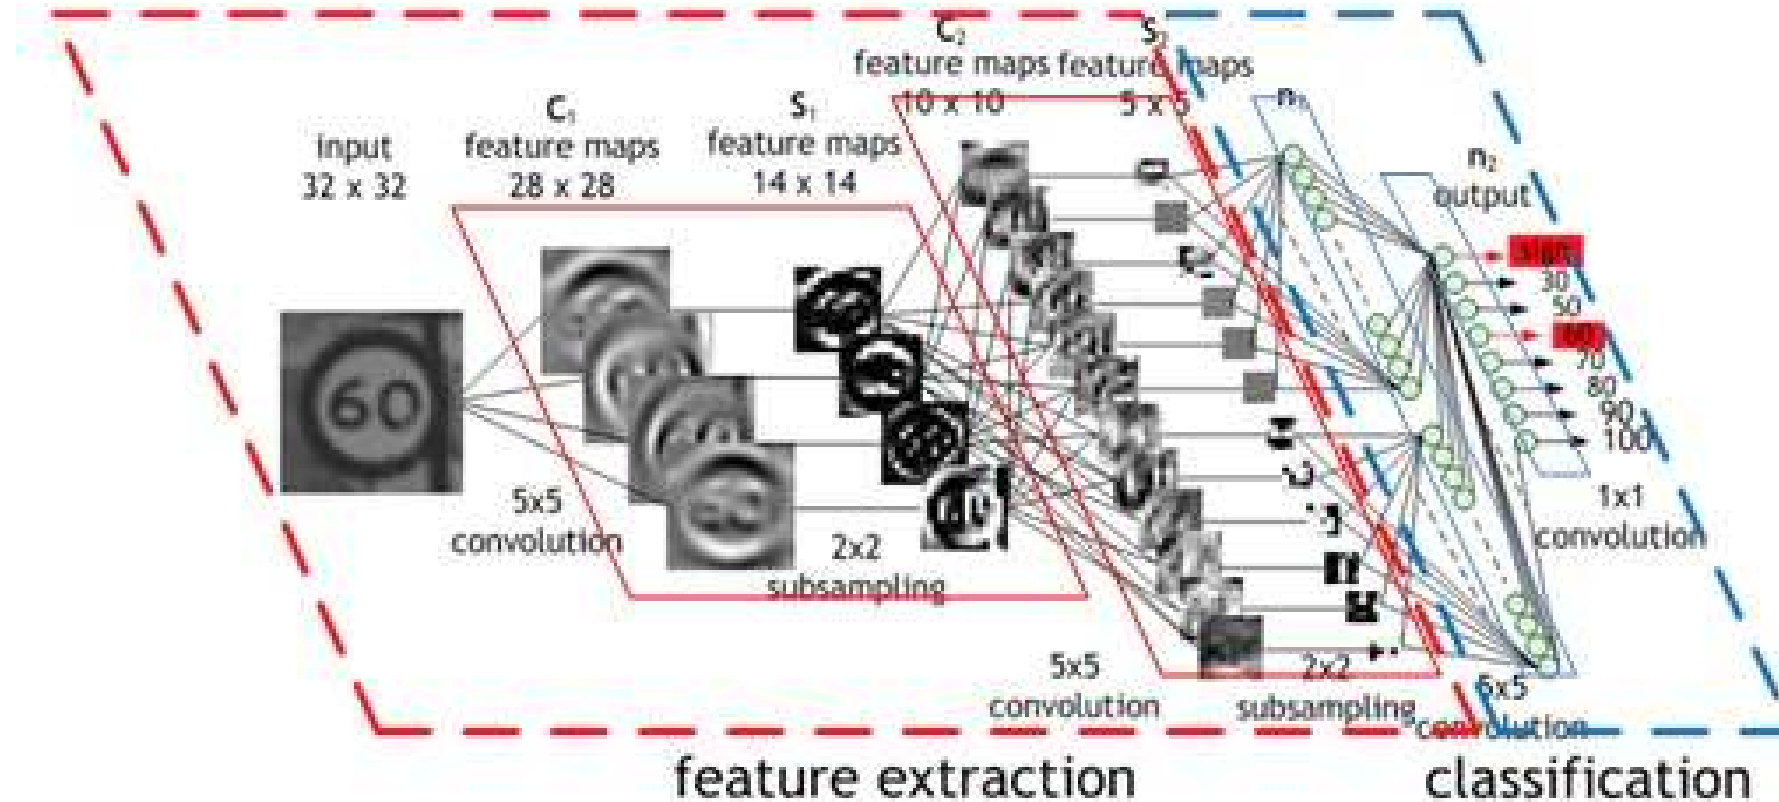 input
32 x 32
C₁
feature maps
28 x 28
S₁
feature maps
14 x 14
C₂
feature maps
10 x 10
S₂
feature maps
5 x 5
n₁
n₂
output
60
sign
30
50
60
70
80
90
100
5x5
convolution
2x2
subsampling
5x5
convolution
2x2
subsampling
5x5
convolution
1x1
convolution
feature extraction
classification